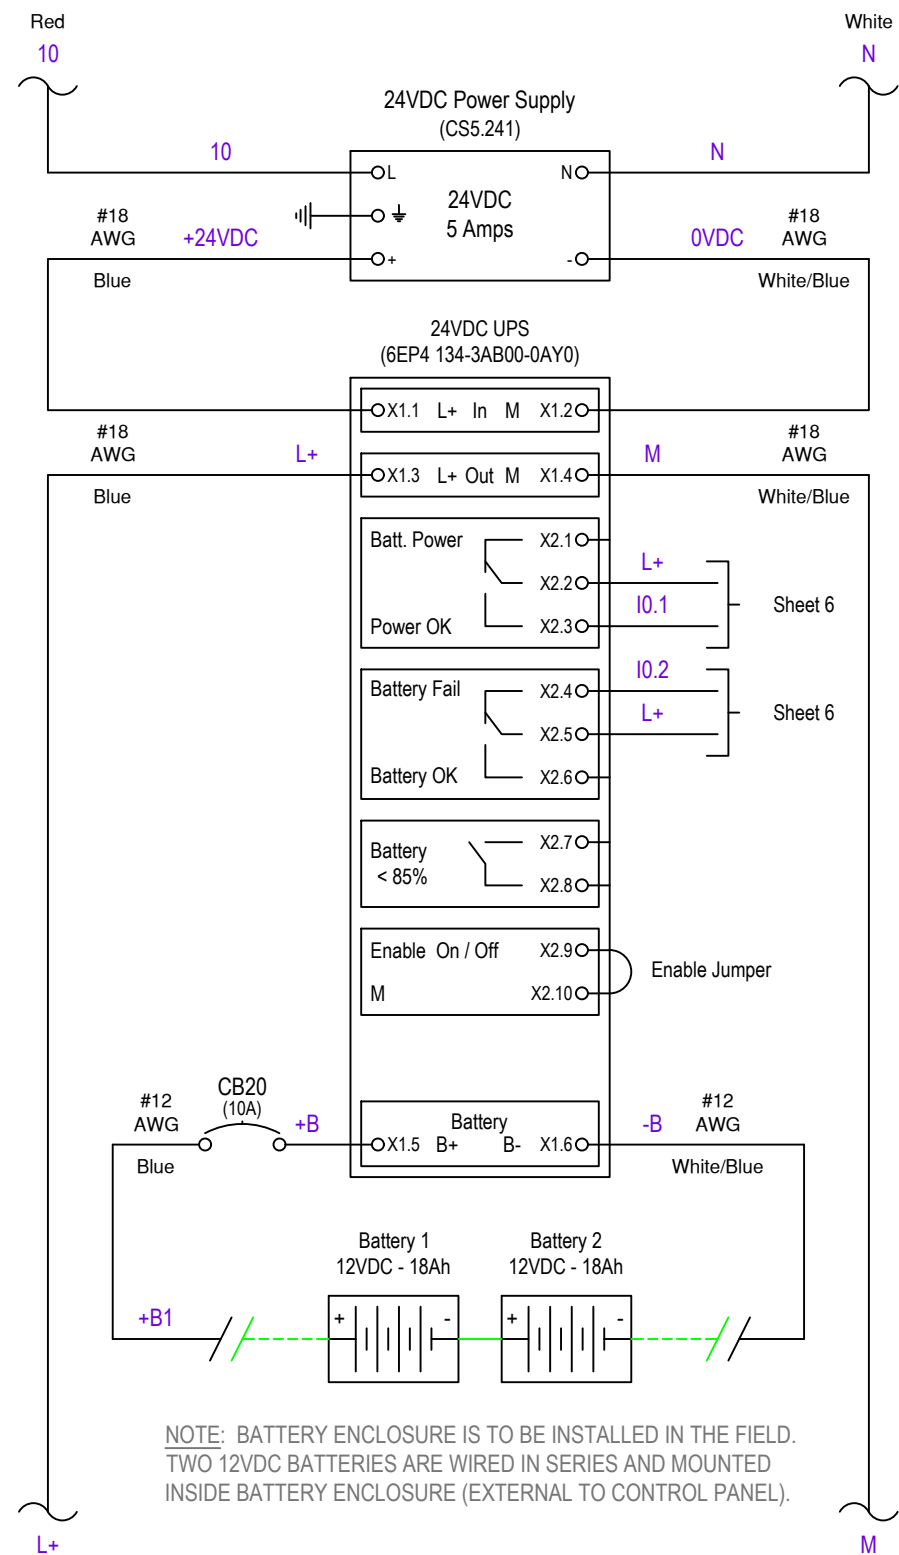 Red
White
10
N
24VDC Power Supply
(CS5.241)
10
N
L
N
24VDC
5 Amps
#18
AWG
+24VDC
0VDC
#18
AWG
+
-
Blue
White/Blue
24VDC UPS
(6EP4 134-3AB00-0AY0)
X1.1 L+ In M X1.2
#18
AWG
L+
M
#18
AWG
X1.3 L+ Out M X1.4
Blue
White/Blue
Batt. Power
X2.1
L+
X2.2
I0.1
Sheet 6
Power OK
X2.3
I0.2
Battery Fail
X2.4
L+
Sheet 6
X2.5
Battery OK
X2.6
Battery
< 85%
X2.7
X2.8
Enable On / Off
X2.9
Enable Jumper
M
X2.10
CB20
(10A)
#12
AWG
+B
-B
#12
AWG
Battery
X1.5 B+ B- X1.6
Blue
White/Blue
Battery 1
12VDC - 18Ah
Battery 2
12VDC - 18Ah
+B1
+
-
+
-
NOTE: BATTERY ENCLOSURE IS TO BE INSTALLED IN THE FIELD.
TWO 12VDC BATTERIES ARE WIRED IN SERIES AND MOUNTED
INSIDE BATTERY ENCLOSURE (EXTERNAL TO CONTROL PANEL).
L+
M